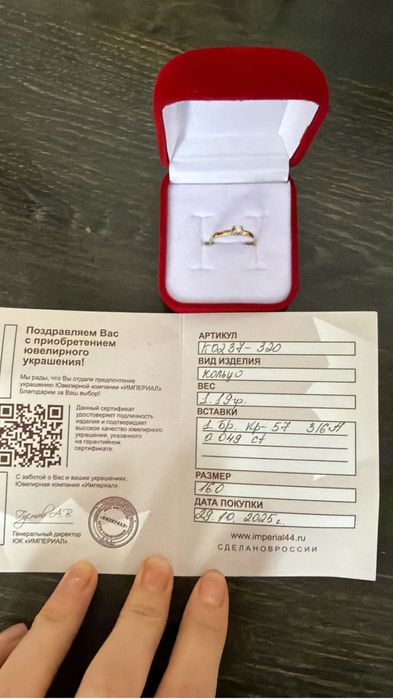 Поздравляем Вас
с приобретением
ювелирного
украшения!
Мы рады, что Вы отдали предпочтение
украшению Ювелирной компании «ИМПЕРИАЛ»
Благодарим за Ваш выбор!
Данный сертификат
удостоверяет подлинность
изделия и подтверждает
высокое качество ювелирного
украшения, указанного
на гарантийном
сертификате.
С заботой о Вас и ваших украшениях,
Ювелирная компания «Империал».
Густов А.В.
«ИМПЕРИАЛ»
Генеральный директор
ЮК «ИМПЕРИАЛ»
АРТИКУЛ
К0237-320
ВИД ИЗДЕЛИЯ
кольцо
ВЕС
1.19гр.
ВСТАВКИ
1 бр. Кр-57 3/6А
0.049 ct
РАЗМЕР
16.0
ДАТА ПОКУПКИ
29.10.2025г.
www.imperial44.ru
СДЕЛАНОВРОССИИ